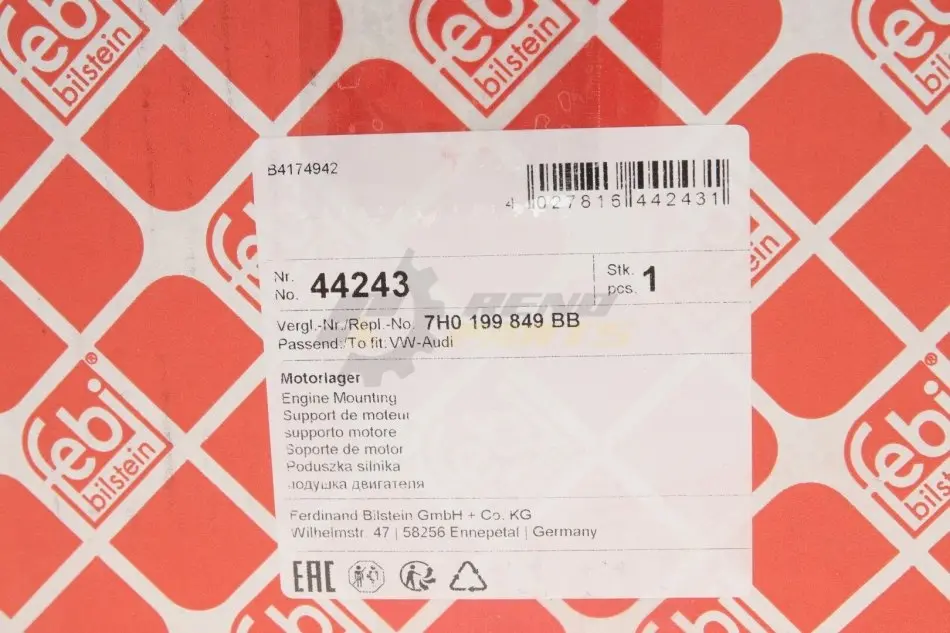 febi
bilstein
febi
bilstein
febi
bilstein
B4174942
4 027816 442431
Nr.
No. 44243
Stk.
pcs. 1
Vergl.-Nr./Repl.-No. 7H0 199 849 BB
Passend:/To fit: VW-Audi
Motorlager
Engine Mounting
Support de moteur
supporto motore
Soporte de motor
Poduszka silnika
подушка двигателя
Ferdinand Bilstein GmbH + Co. KG
Wilhelmstr. 47 | 58256 Ennepetal | Germany
EAC
febi
bilstein
febi
bilstein